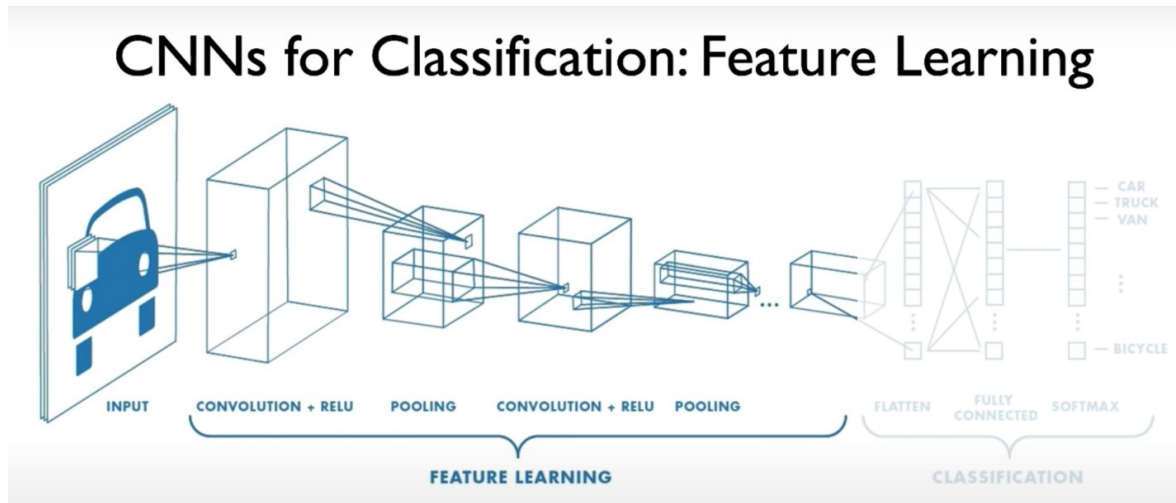 CNNs for Classification: Feature Learning
CAR
TRUCK
VAN
BICYCLE
INPUT
CONVOLUTION + RELU
POOLING
CONVOLUTION + RELU
POOLING
FLATTEN
FULLY
CONNECTED
SOFTMAX
FEATURE LEARNING
CLASSIFICATION